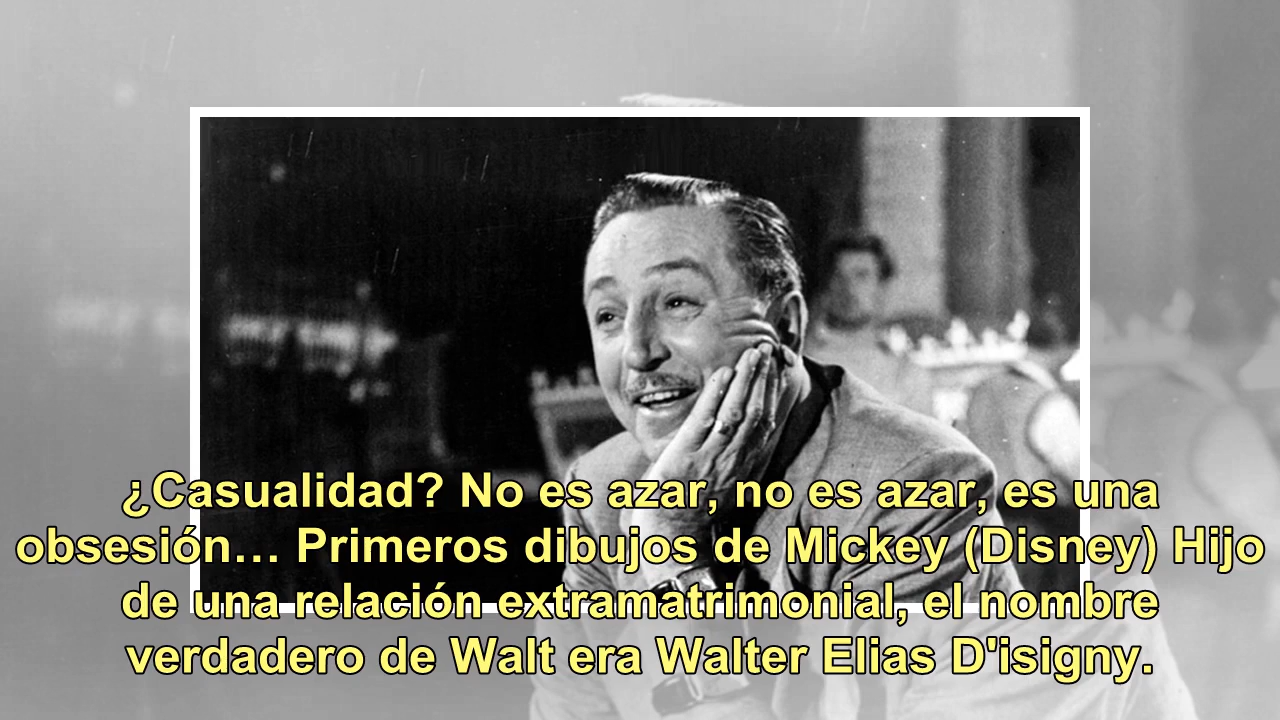 ¿Casualidad? No es azar, no es azar, es una
obsesión… Primeros dibujos de Mickey (Disney) Hijo
de una relación extramatrimonial, el nombre
verdadero de Walt era Walter Elias D'isigny.